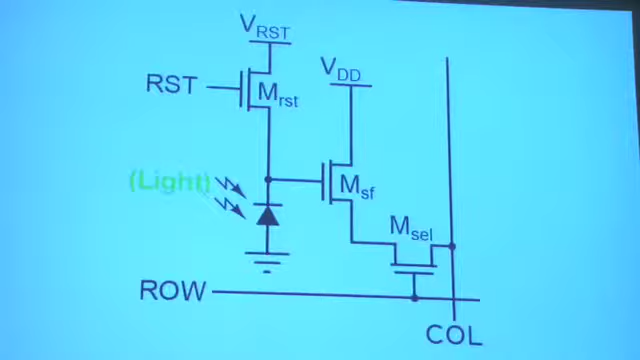 VRST
RST
Mrst
VDD
(Light)
Msf
Msel
ROW
COL